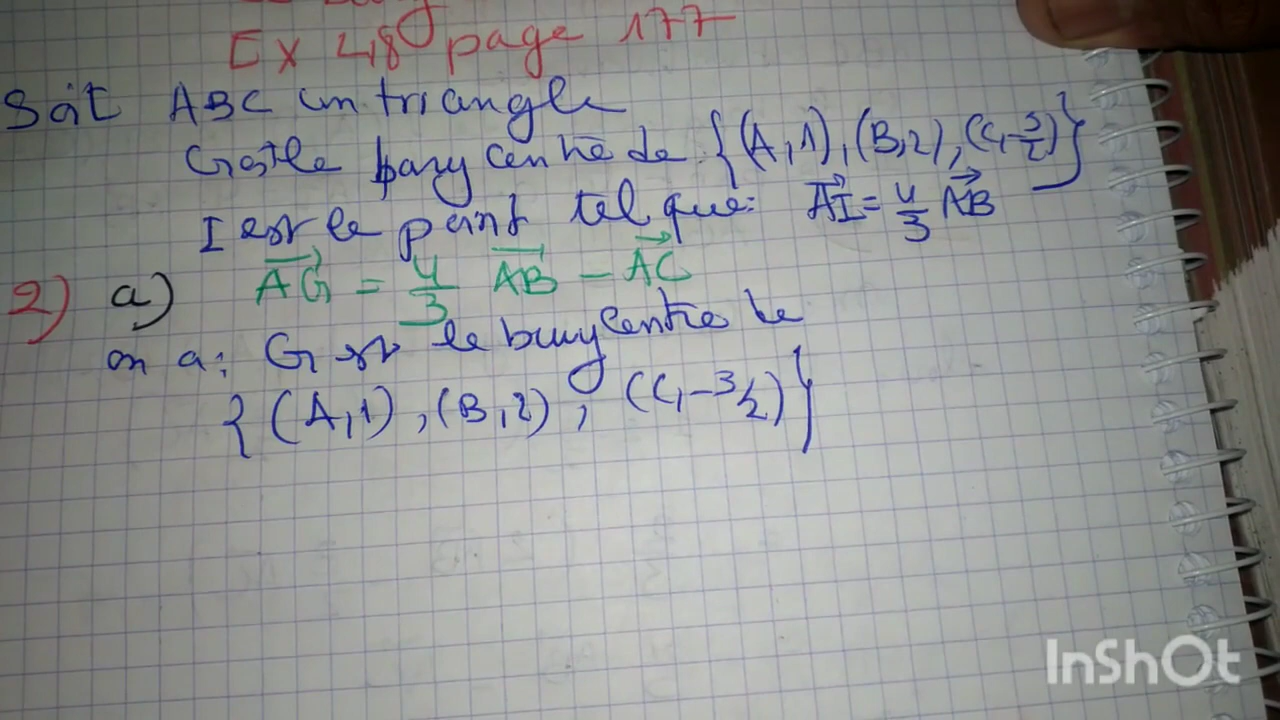 Ex 48 page 177
Soit ABC un triangle
G est le barycentre de {(A,1),(B,2),(C,-3/2)}
I est le point tel que: AI = 4/3 AB
2) a) AG = 4/3 AB - AC
on a: G est le barycentre de
{(A,1),(B,2), (C,-3/2)}
InShOt